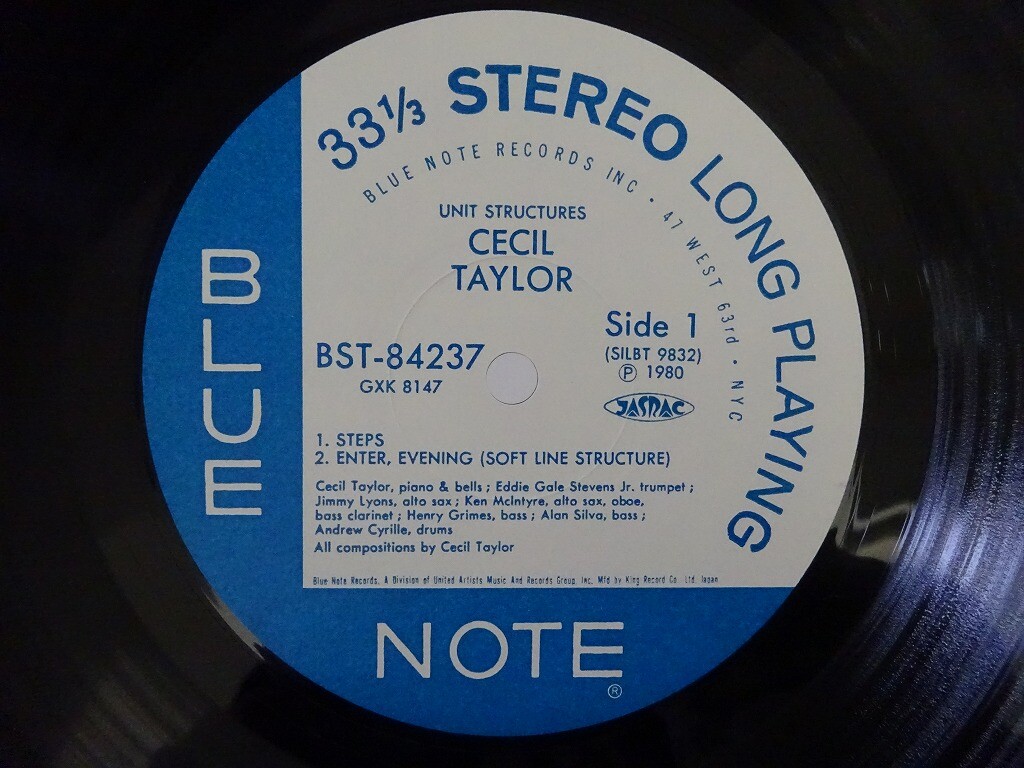 33⅓ STEREO LONG PLAYING
BLUE NOTE RECORDS INC • 47 WEST 63rd • NYC
UNIT STRUCTURES
CECIL
TAYLOR
Side 1
BST-84237
(SILBT 9832)
GXK 8147
Ⓟ 1980
JASRAC
1. STEPS
2. ENTER, EVENING (SOFT LINE STRUCTURE)
Cecil Taylor, piano & bells ; Eddie Gale Stevens Jr. trumpet ;
Jimmy Lyons, alto sax ; Ken McIntyre, alto sax, oboe,
bass clarinet ; Henry Grimes, bass ; Alan Silva, bass ;
Andrew Cyrille, drums
All compositions by Cecil Taylor
Blue Note Records, A Division of United Artists Music And Records Group, Inc. Mfd by King Record Co. Ltd. Japan
BLUE
NOTE®